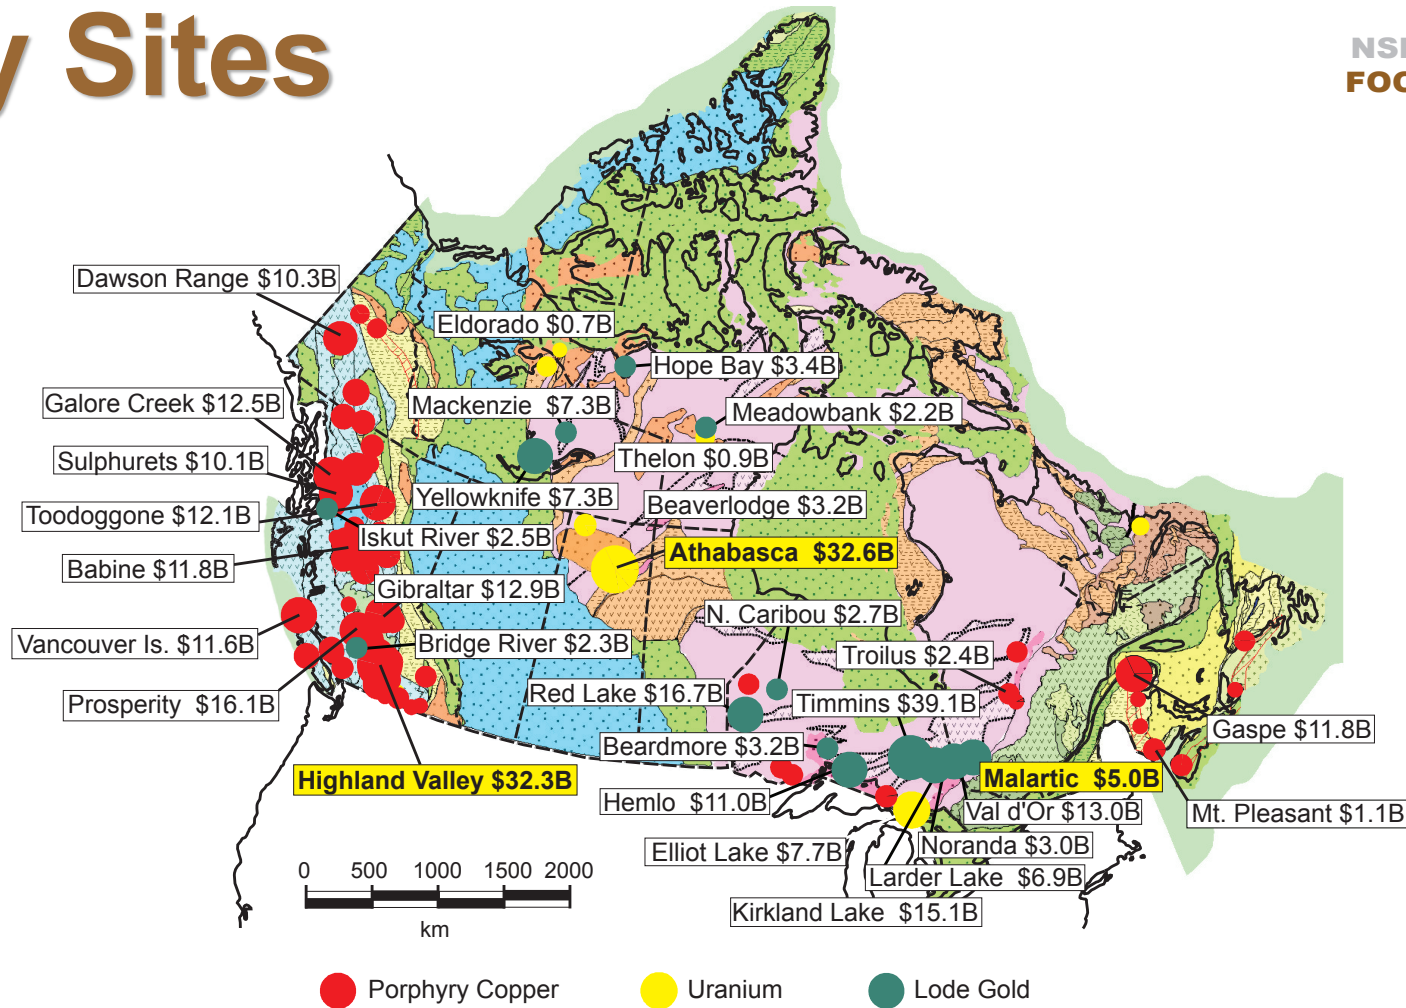 y Sites
NSE
FOO
Dawson Range $10.3B
Eldorado $0.7B
Hope Bay $3.4B
Galore Creek $12.5B
Mackenzie $7.3B
Meadowbank $2.2B
Sulphurets $10.1B
Thelon $0.9B
Yellowknife $7.3B
Beaverlodge $3.2B
Toodoggone $12.1B
Iskut River $2.5B
Athabasca $32.6B
Babine $11.8B
Gibraltar $12.9B
N. Caribou $2.7B
Vancouver Is. $11.6B
Bridge River $2.3B
Troilus $2.4B
Red Lake $16.7B
Timmins $39.1B
Prosperity $16.1B
Gaspe $11.8B
Beardmore $3.2B
Highland Valley $32.3B
Malartic $5.0B
Hemlo $11.0B
Val d'Or $13.0B
Mt. Pleasant $1.1B
Elliot Lake $7.7B
Noranda $3.0B
Larder Lake $6.9B
Kirkland Lake $15.1B
0 500 1000 1500 2000
km
Porphyry Copper
Uranium
Lode Gold